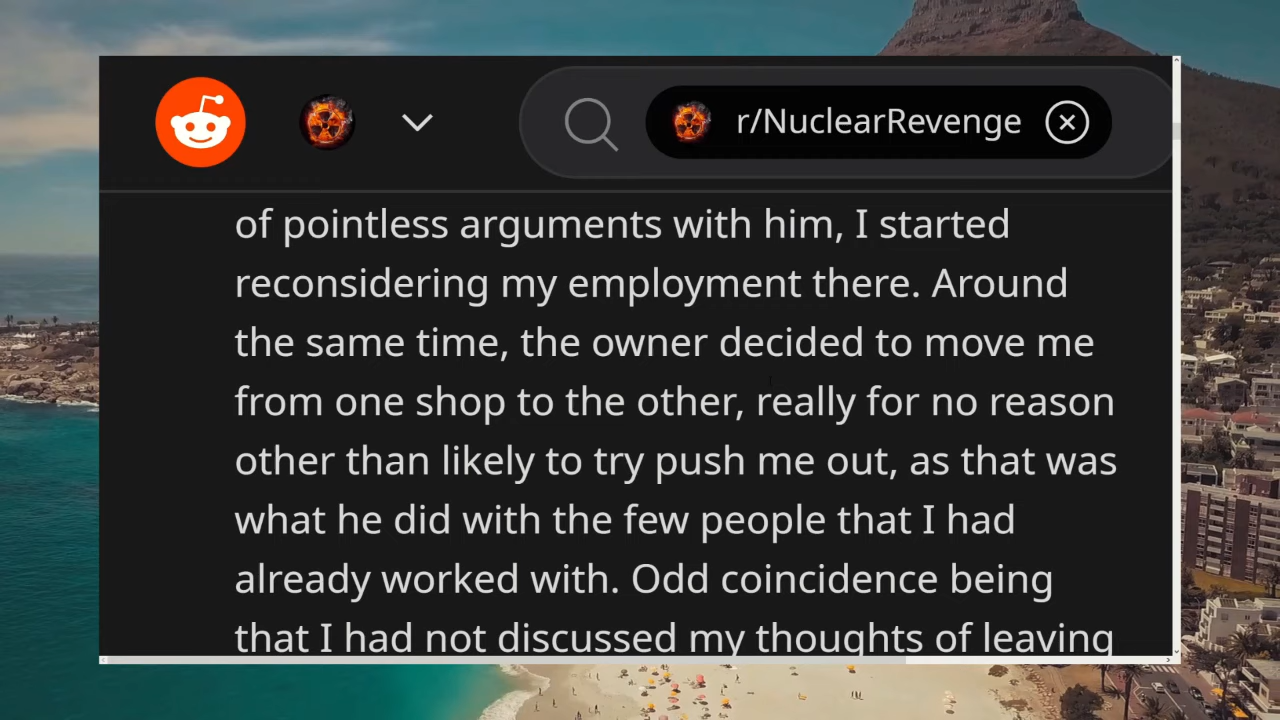 r/NuclearRevenge
of pointless arguments with him, I started
reconsidering my employment there. Around
the same time, the owner decided to move me
from one shop to the other, really for no reason
other than likely to try push me out, as that was
what he did with the few people that I had
already worked with. Odd coincidence being
that I had not discussed my thoughts of leaving